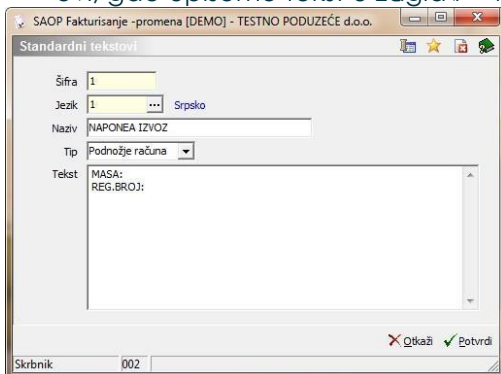 SAOP Fakturisanje -promena [DEMO] - TESTNO PODUZEĆE d.o.o.
Standardni tekstovi
Šifra 1
Jezik 1 ... Srpsko
Naziv NAPONEA IZVOZ
Tip Podnožje računa
Tekst MASA:
REG.BROJ:
Otkaži Potvrdi
Skrbnik 002